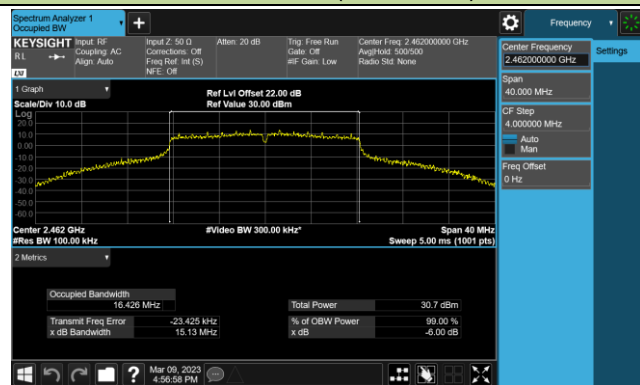 Spectrum Analyzer 1
Occupied BW
+
Frequency
KEYSIGHT Input: RF Input Z: 50 Ω Atten: 20 dB Trig: Free Run Center Freq: 2.462000000 GHz
R L Coupling: AC Corrections: Off Gate: Off Avg|Hold: 500/500
Align: Auto Freq Ref: Int (S) #IF Gain: Low Radio Std: None
NFE: Off
LXI
Center Frequency
2.462000000 GHz
Settings
Span
40.000 MHz
CF Step
4.000000 MHz
Auto
Man
Freq Offset
0 Hz
1 Graph
Ref Lvl Offset 22.00 dB
Scale/Div 10.0 dB Ref Value 30.00 dBm
Log
20.0
10.0
0.00
-10.0
-20.0
-30.0
-40.0
-50.0
-60.0
Center 2.462 GHz #Video BW 300.00 kHz* Span 40 MHz
#Res BW 100.00 kHz Sweep 5.00 ms (1001 pts)
2 Metrics
Occupied Bandwidth
16.426 MHz Total Power 30.7 dBm
Transmit Freq Error -23.425 kHz % of OBW Power 99.00 %
x dB Bandwidth 15.13 MHz x dB -6.00 dB
? Mar 09, 2023
4:56:58 PM